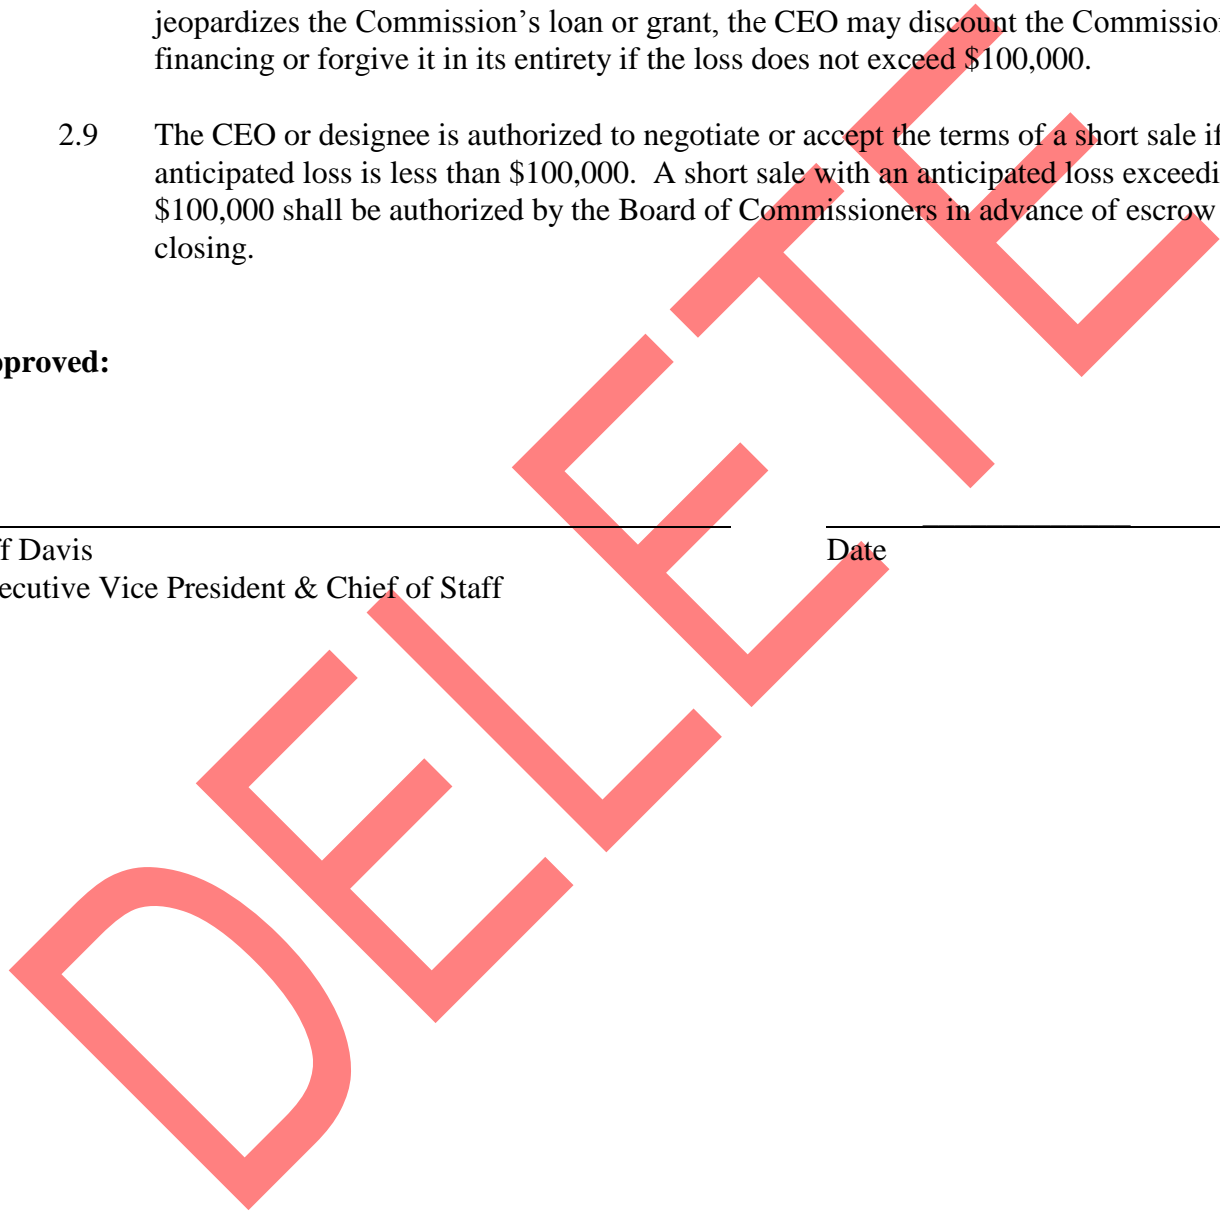 jeopardizes the Commission’s loan or grant, the CEO may discount the Commission
financing or forgive it in its entirety if the loss does not exceed $100,000.
2.9 The CEO or designee is authorized to negotiate or accept the terms of a short sale if
anticipated loss is less than $100,000. A short sale with an anticipated loss exceedi
$100,000 shall be authorized by the Board of Commissioners in advance of escrow
closing.
pproved:
ff Davis
Date
ecutive Vice President & Chief of Staff
DELETE